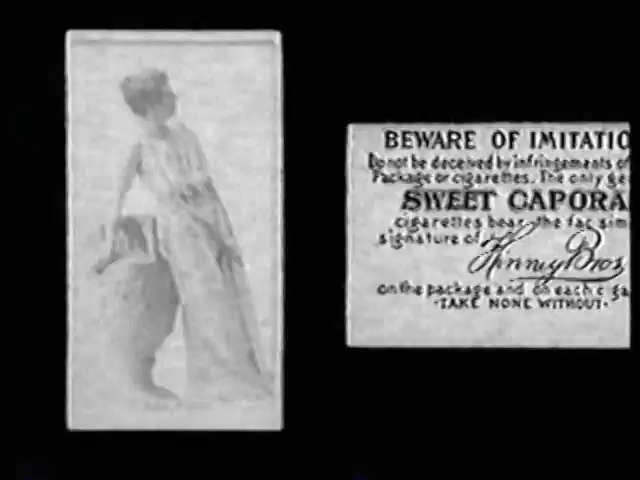 BEWARE OF IMITATIO
Do not be deceived by infringements of
Package or cigarettes. The only ge
SWEET CAPORA
cigarettes bear the fac sim
signature of Kinney Bros
on the package and on each c ga
-TAKE NONE WITHOUT-